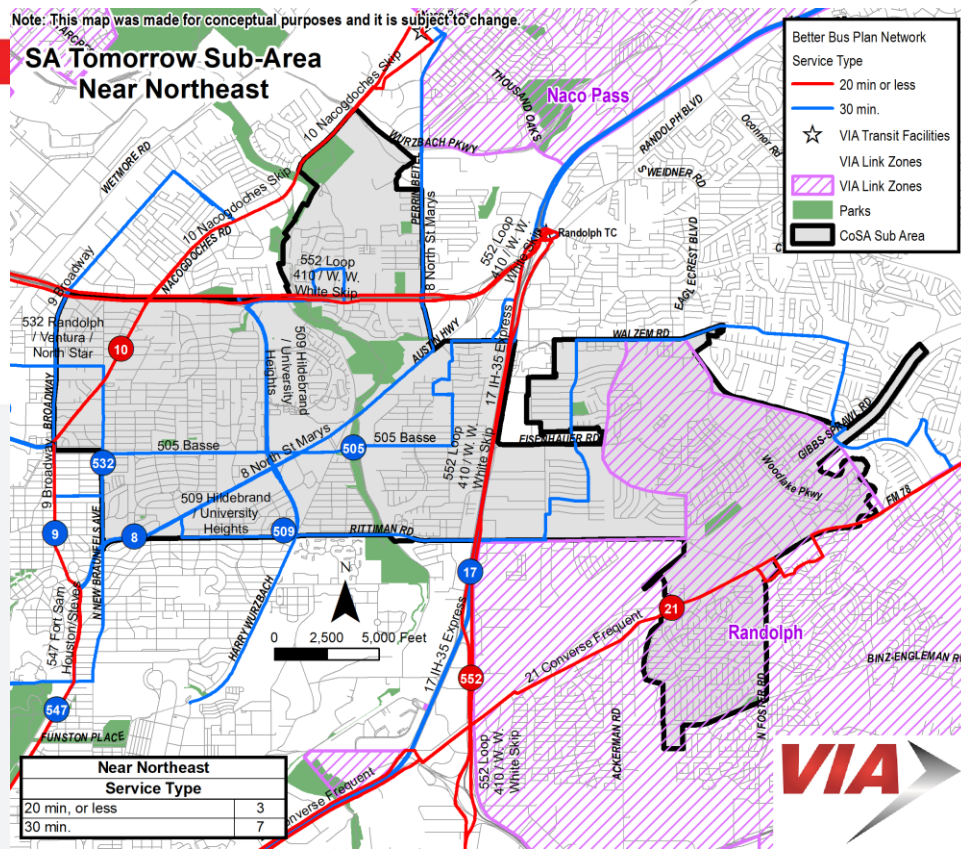 Note: This map was made for conceptual purposes and it is subject to change.
SA Tomorrow Sub-Area
Near Northeast
Better Bus Plan Network
Service Type
20 min or less
30 min.
VIA Transit Facilities
VIA Link Zones
VIA Link Zones
Parks
CoSA Sub Area
10 Nacogdoches Skip
THOUSAND OAKS
Naco Pass
WURZBACH PKWY
RANDOLPH BLVD
Oconnor Rd
WETMORE RD
S WEIDNER RD
PERRIN BEITEL
10 Nacogdoches Skip
NACOGDOCHES RD
8 North St Marys
EAGLECREST BLVD
Randolph TC
552 Loop
410 / W. W.
White Skip
552 Loop
410 / W. W.
White Skip
9 Broadway
532 Randolph
/ Ventura /
North Star
10
509 Hildebrand
/ University
Heights
AUSTIN HWY
17 IH-35 Express
WALZEM RD
BROADWAY
505 Basse
8 North St Marys
505
505 Basse
552 Loop
410 / W. W.
White Skip
EISENHAUER RD
GIBBS-SPRAWL RD
Woodlake Pkwy
FM 78
532
9 Broadway
509 Hildebrand
/ University
Heights
9
8
509
RITTIMAN RD
N NEW BRAUNFELS AVE
17
N
0 2,500 5,000 Feet
HARRY WURZBACH
547 Fort Sam
Houston/Steves
17 IH-35 Express
21 Converse Frequent
21
Randolph
BINZ-ENGLEMAN RD
552
547
FUNSTON PLACE
ACKERMAN RD
N FOSTER RD
552 Loop
410 / W. W.
White Skip
Converse Frequent
Near Northeast
Service Type
20 min, or less 3
30 min. 7
VIA